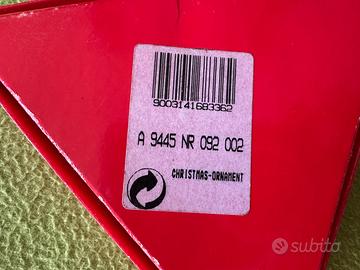 9003141683362
A 9445 NR 092 002
CHRISTMAS-ORNAMENT
subito